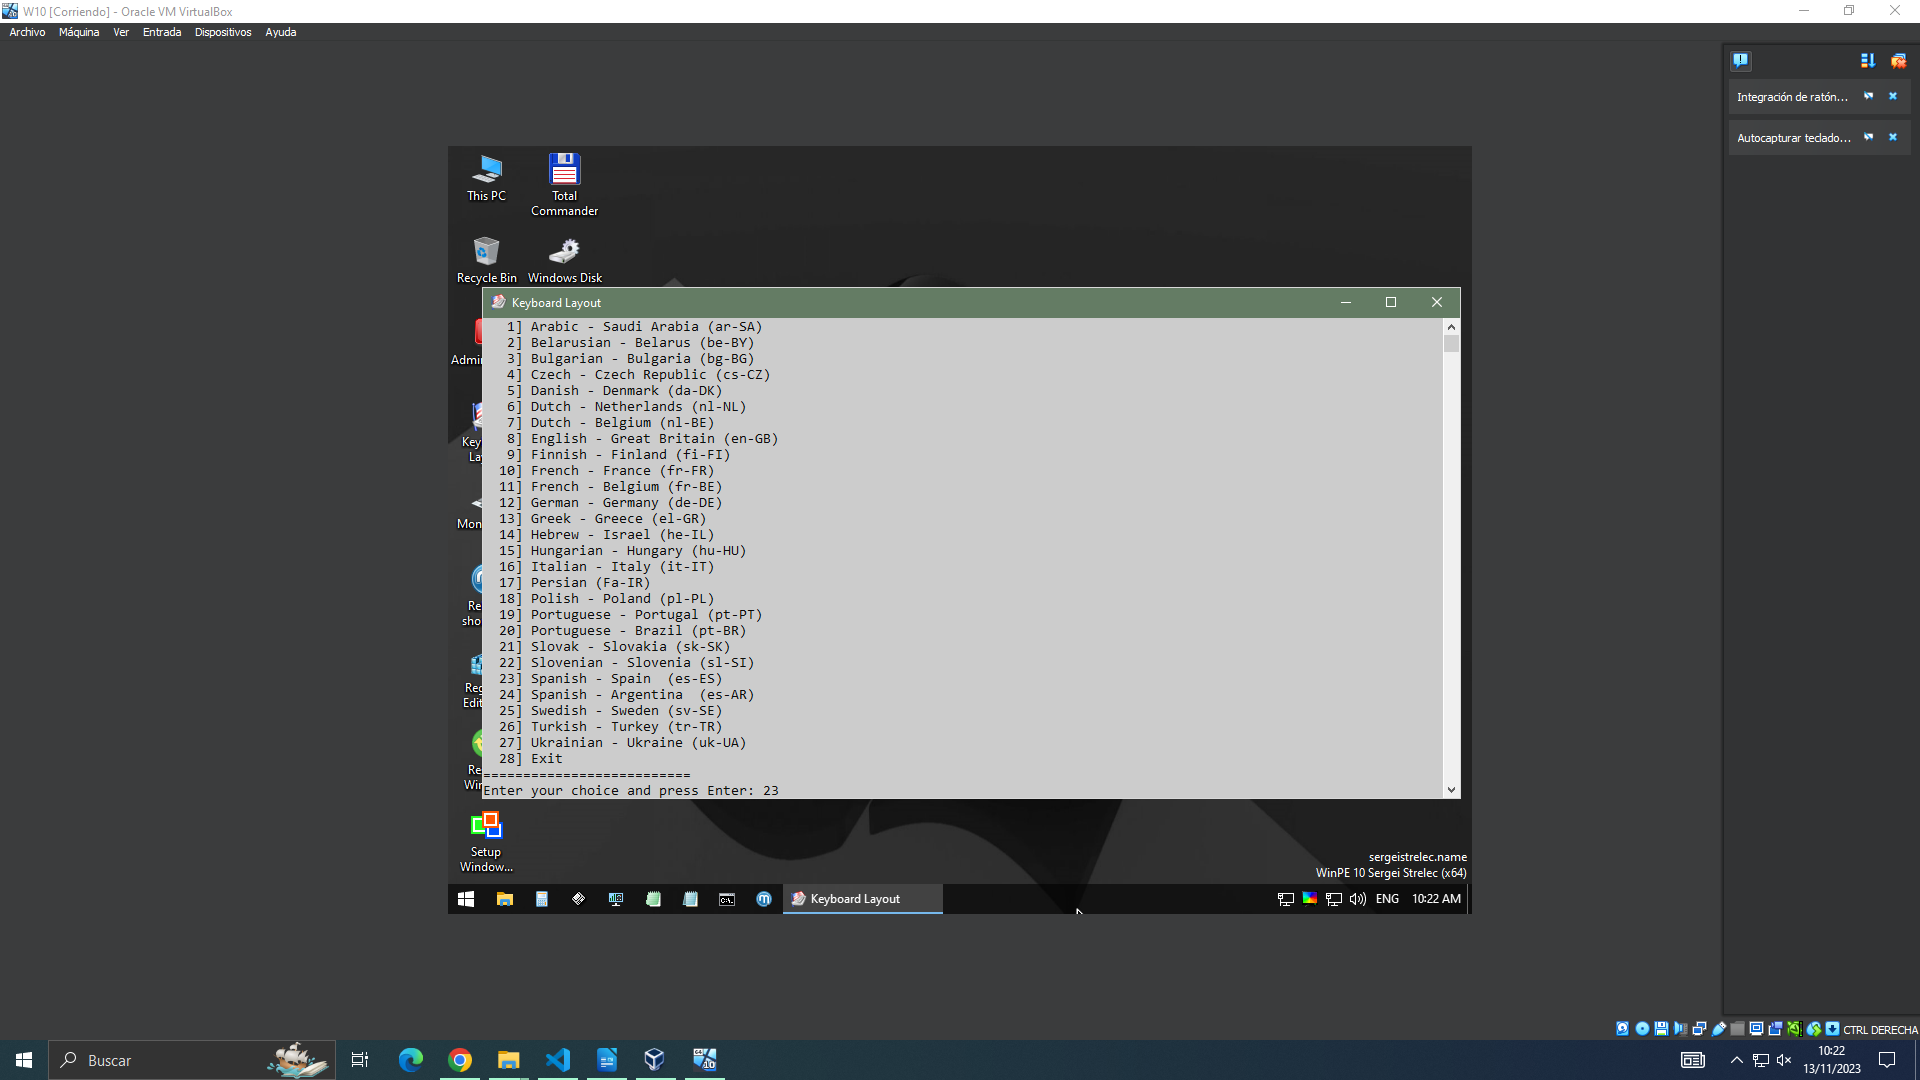 W10 [Corriendo] - Oracle VM VirtualBox
Archivo Máquina Ver Entrada Dispositivos Ayuda
Integración de ratón...
Autocapturar teclado...
This PC
Total Commander
Recycle Bin
Windows Disk
Keyboard Layout
1] Arabic - Saudi Arabia (ar-SA)
2] Belarusian - Belarus (be-BY)
3] Bulgarian - Bulgaria (bg-BG)
4] Czech - Czech Republic (cs-CZ)
5] Danish - Denmark (da-DK)
6] Dutch - Netherlands (nl-NL)
7] Dutch - Belgium (nl-BE)
8] English - Great Britain (en-GB)
9] Finnish - Finland (fi-FI)
10] French - France (fr-FR)
11] French - Belgium (fr-BE)
12] German - Germany (de-DE)
13] Greek - Greece (el-GR)
14] Hebrew - Israel (he-IL)
15] Hungarian - Hungary (hu-HU)
16] Italian - Italy (it-IT)
17] Persian (Fa-IR)
18] Polish - Poland (pl-PL)
19] Portuguese - Portugal (pt-PT)
20] Portuguese - Brazil (pt-BR)
21] Slovak - Slovakia (sk-SK)
22] Slovenian - Slovenia (sl-SI)
23] Spanish - Spain  (es-ES)
24] Spanish - Argentina  (es-AR)
25] Swedish - Sweden (sv-SE)
26] Turkish - Turkey (tr-TR)
27] Ukrainian - Ukraine (uk-UA)
28] Exit
==========================
Enter your choice and press Enter: 23
Admin
Key
La
Mon
Re
sho
Reg
Edit
Re
Win
Setup
Window...
sergeistrelec.name
WinPE 10 Sergei Strelec (x64)
Keyboard Layout
ENG 10:22 AM
CTRL DERECHA
Buscar
10:22
13/11/2023